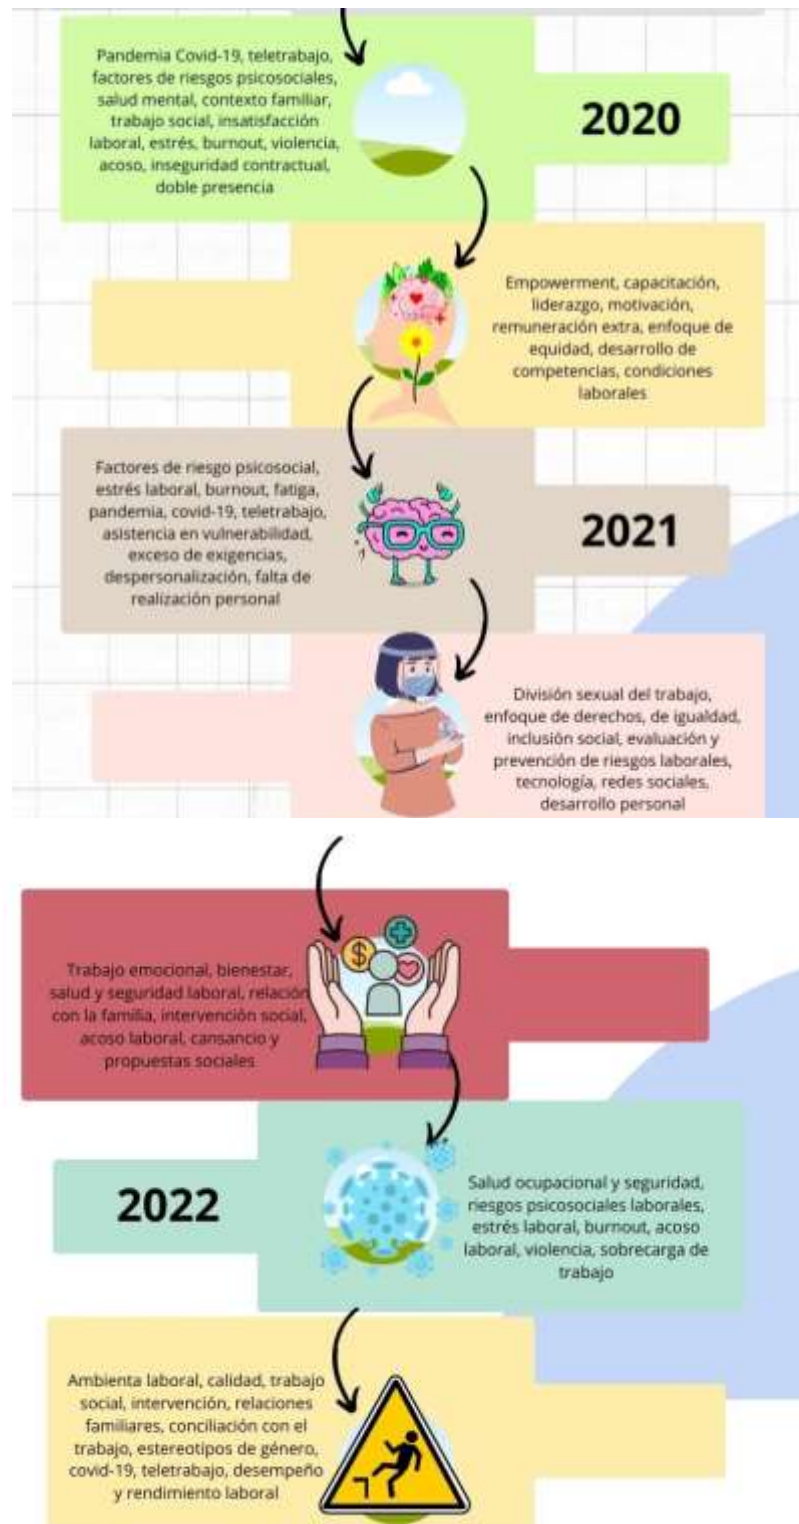 Pandemia Covid-19, teletrabajo,
factores de riesgos psicosociales,
salud mental, contexto familiar,
trabajo social, insatisfacción
laboral, estrés, burnout, violencia,
acoso, inseguridad contractual,
doble presencia
2020
Empowerment, capacitación,
liderazgo, motivación,
remuneración extra, enfoque de
equidad, desarrollo de
competencias, condiciones
laborales
Factores de riesgo psicosocial,
estrés laboral, burnout, fatiga,
pandemia, covid-19, teletrabajo,
asistencia en vulnerabilidad,
exceso de exigencias,
despersonalización, falta de
realización personal
2021
División sexual del trabajo,
enfoque de derechos, de igualdad,
inclusión social, evaluación y
prevención de riesgos laborales,
tecnología, redes sociales,
desarrollo personal
Trabajo emocional, bienestar,
salud y seguridad laboral, relación
con la familia, intervención social,
acoso laboral, cansancio y
propuestas sociales
$
2022
Salud ocupacional y seguridad,
riesgos psicosociales laborales,
estrés laboral, burnout, acoso
laboral, violencia, sobrecarga de
trabajo
Ambienta laboral, calidad, trabajo
social, intervención, relaciones
familiares, conciliación con el
trabajo, estereotipos de género,
covid-19, teletrabajo, desempeño
y rendimiento laboral